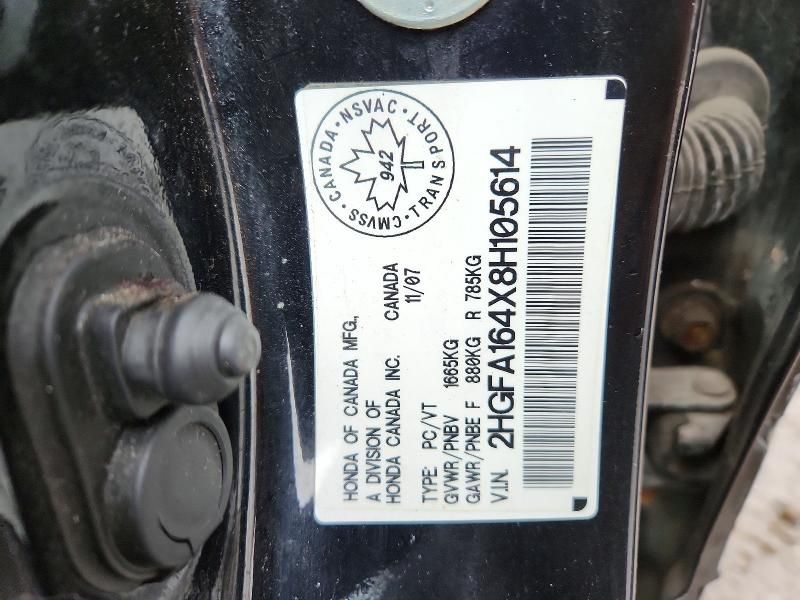 HONDA OF CANADA MFG.,
A DIVISION OF
HONDA CANADA INC. CANADA
11/07
TYPE: PC/VT
GVWR/PNBV 1665KG
GAWR/PNBE F 880KG R 785KG
V.I.N. 2HGFA164X8H105614
CANADA · NSVAC · TRANSPORT · CMVSS ·
942